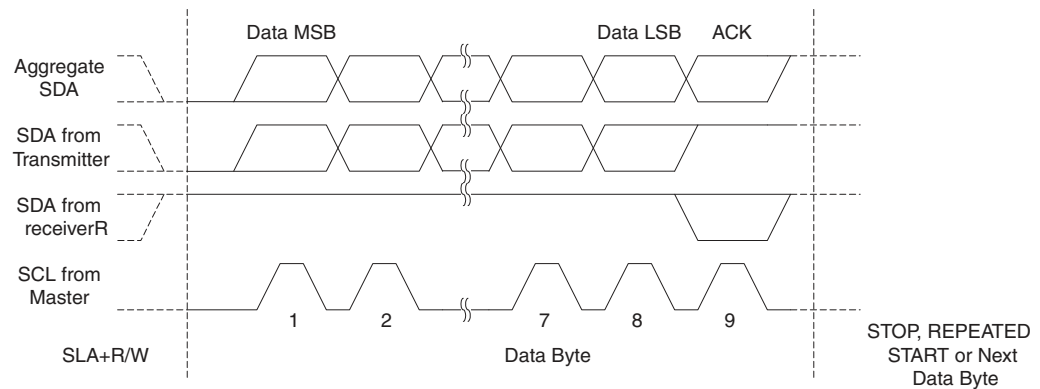 Data MSB
Data LSB
ACK
Aggregate
SDA
SDA from
Transmitter
SDA from
receiverR
SCL from
Master
1
2
7
8
9
SLA+R/W
Data Byte
STOP, REPEATED
START or Next
Data Byte